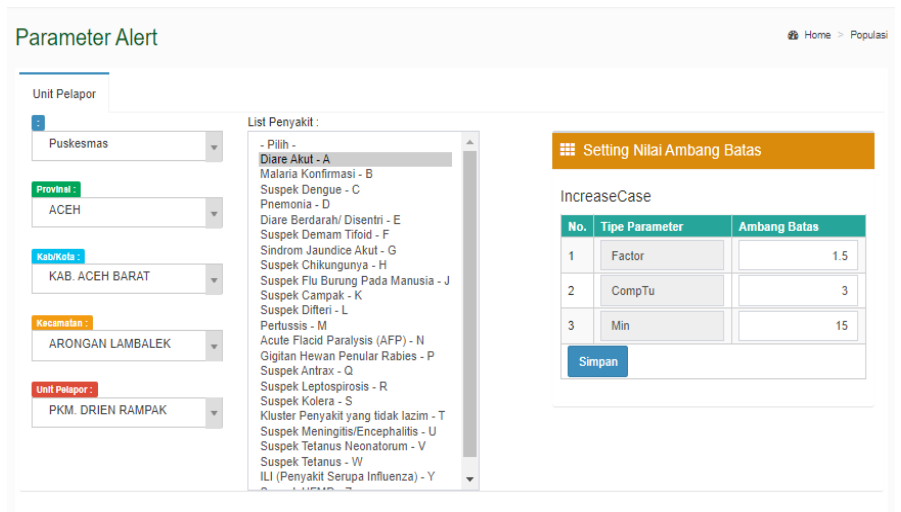 Parameter Alert
Home > Populasi
Unit Pelapor
:
Puskesmas
Provinsi :
ACEH
Kab/Kota :
KAB. ACEH BARAT
Kecamatan :
ARONGAN LAMBALEK
Unit Pelapor :
PKM. DRIEN RAMPAK
List Penyakit :
- Pilih -
Diare Akut - A
Malaria Konfirmasi - B
Suspek Dengue - C
Pnemonia - D
Diare Berdarah/ Disentri - E
Suspek Demam Tifoid - F
Sindrom Jaundice Akut - G
Suspek Chikungunya - H
Suspek Flu Burung Pada Manusia - J
Suspek Campak - K
Suspek Difteri - L
Pertussis - M
Acute Flacid Paralysis (AFP) - N
Gigitan Hewan Penular Rabies - P
Suspek Antrax - Q
Suspek Leptospirosis - R
Suspek Kolera - S
Kluster Penyakit yang tidak lazim - T
Suspek Meningitis/Encephalitis - U
Suspek Tetanus Neonatorum - V
Suspek Tetanus - W
ILI (Penyakit Serupa Influenza) - Y
Setting Nilai Ambang Batas
IncreaseCase
No. Tipe Parameter Ambang Batas
1 Factor 1.5
2 CompTu 3
3 Min 15
Simpan